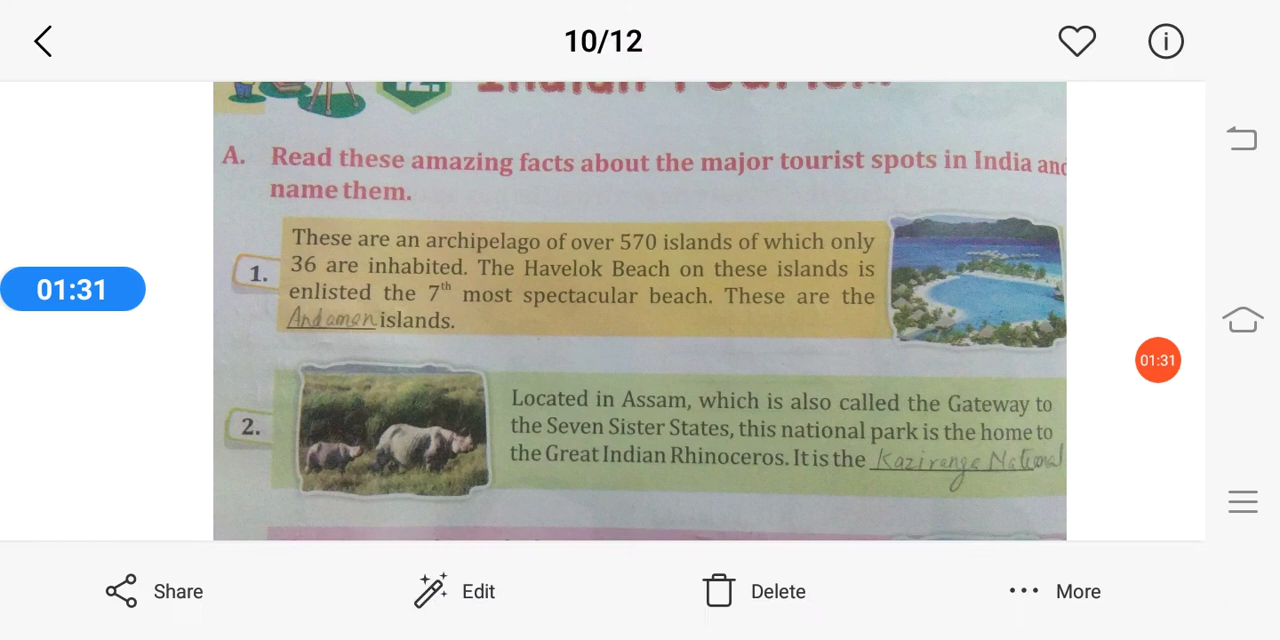 10/12
Indian Tourism
A. Read these amazing facts about the major tourist spots in India and
name them.
1.
These are an archipelago of over 570 islands of which only
36 are inhabited. The Havelok Beach on these islands is
enlisted the 7th most spectacular beach. These are the
Andaman islands.
01:31
01:31
2.
Located in Assam, which is also called the Gateway to
the Seven Sister States, this national park is the home to
the Great Indian Rhinoceros. It is the Kaziranga National
Share
Edit
Delete
More